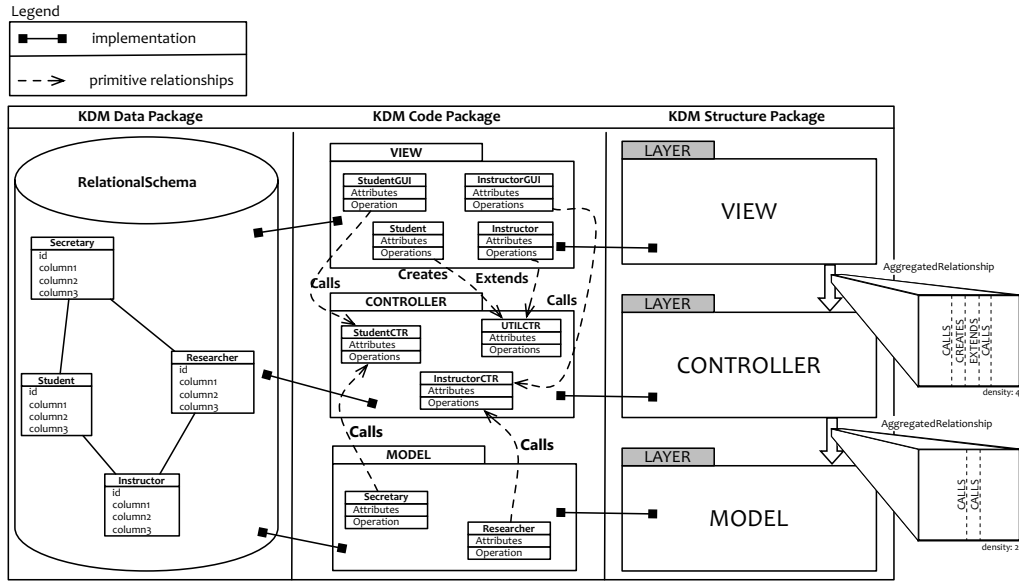 Legend
implementation
primitive relationships
KDM Data Package
KDM Code Package
KDM Structure Package
RelationalSchema
Secretary
id
column1
column2
column3
Student
id
column1
column2
column3
Researcher
id
column1
column2
column3
Instructor
id
column1
column2
column3
VIEW
StudentGUI
Attributes
Operation
InstructorGUI
Attributes
Operations
Student
Attributes
Operations
Instructor
Attributes
Operations
Calls
Creates
Extends
Calls
CONTROLLER
StudentCTR
Attributes
Operations
UTILCTR
Attributes
Operations
InstructorCTR
Attributes
Operations
Calls
Calls
MODEL
Secretary
Attributes
Operation
Researcher
Attributes
Operation
LAYER
VIEW
AggregatedRelationship
CALLS
CREATES
EXTENDS
CALLS
density: 4
LAYER
CONTROLLER
AggregatedRelationship
CALLS
CALLS
density: 2
LAYER
MODEL